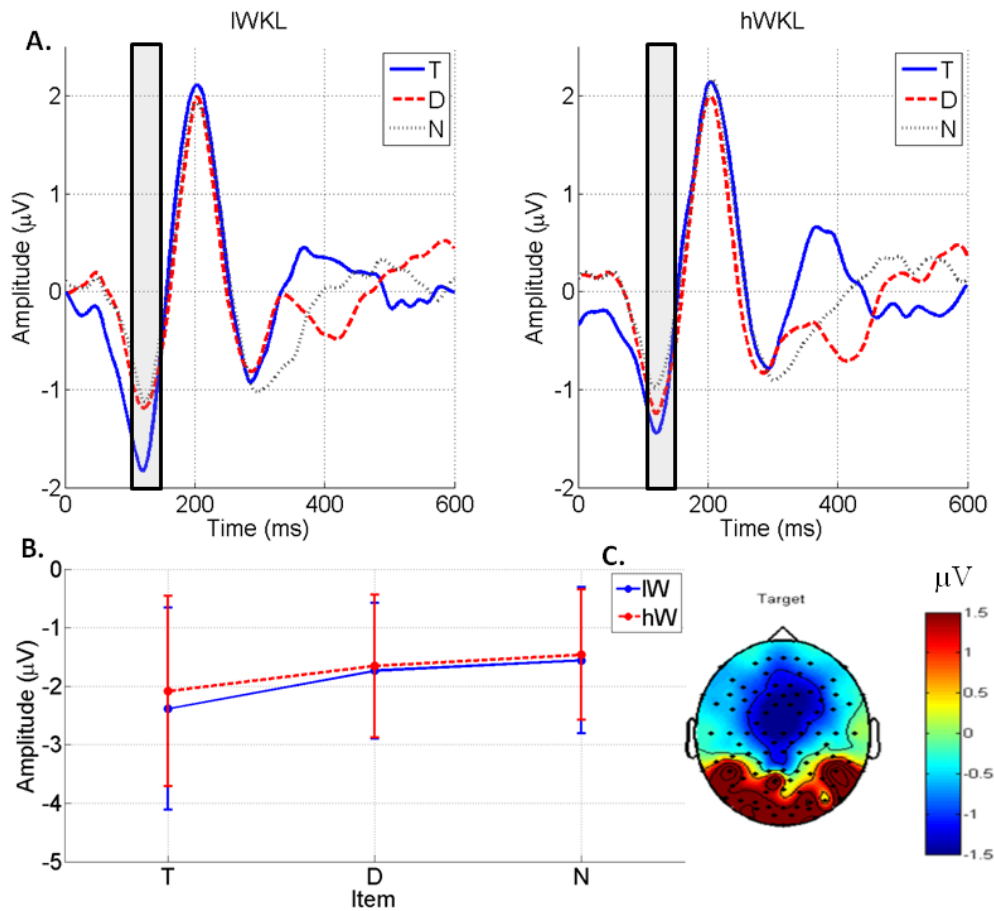 A.
lWKL
hWKL
T
D
N
T
D
N
2
1
0
-1
-2
Amplitude (μV)
0
200
400
600
Time (ms)
2
1
0
-1
-2
Amplitude (μV)
0
200
400
600
Time (ms)
B.
0
-1
-2
-3
-4
-5
Amplitude (μV)
lW
hW
T
D
N
Item
C.
Target
μV
1.5
1
0.5
0
-0.5
-1
-1.5